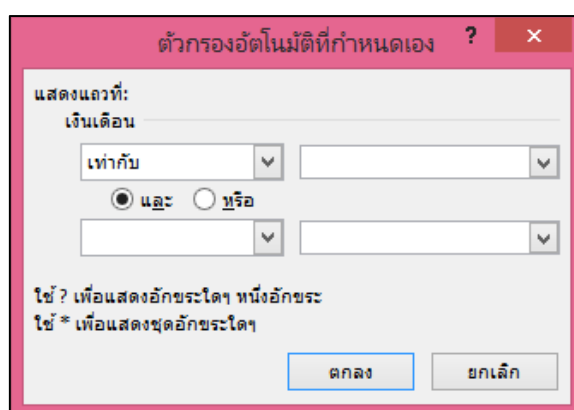 ตัวกรองอัตโนมัติที่กำหนดเอง ? ×
แสดงแถวที่:
เงินเดือน
เท่ากับ
และ หรือ
ใช้ ? เพื่อแสดงอักขระใดๆ หนึ่งอักขระ
ใช้ * เพื่อแสดงชุดอักขระใดๆ
ตกลง ยกเลิก